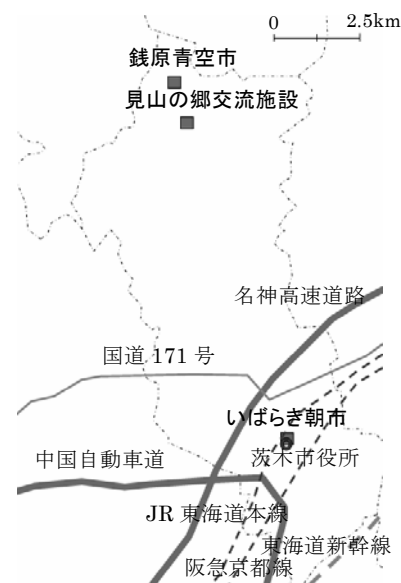 0 2.5km
銭原青空市
見山の郷交流施設
名神高速道路
国道 171 号
いばらぎ朝市
中国自動車道
茨木市役所
JR 東海道本線
東海道新幹線
阪急京都線